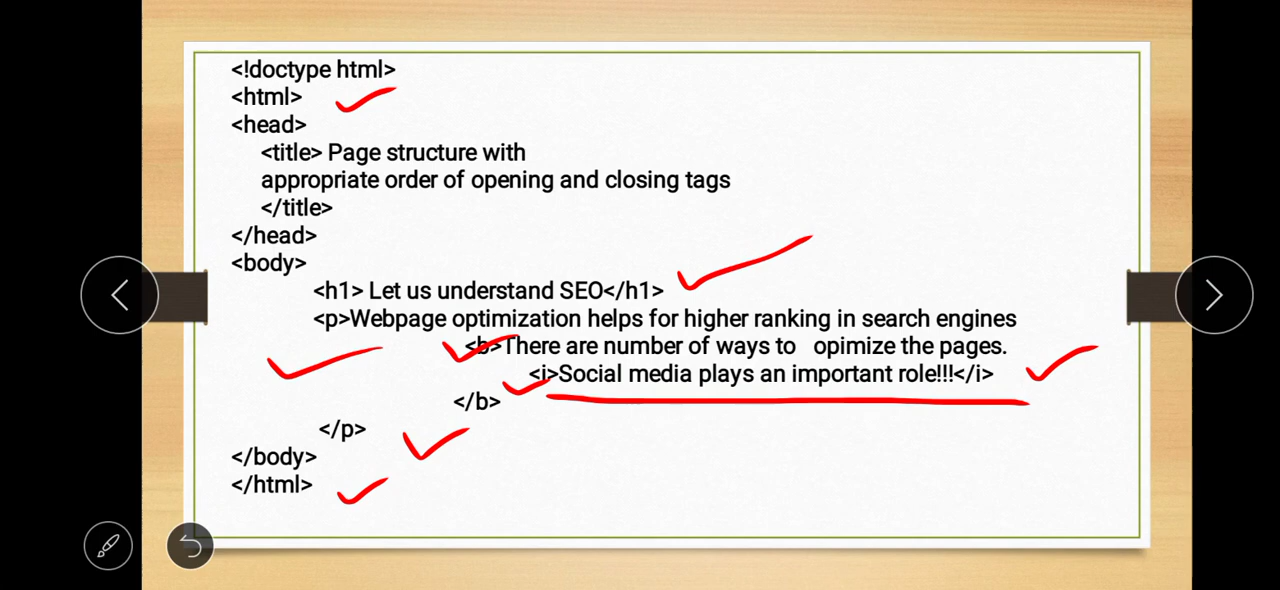 <!doctype html>
<html>
<head>
<title> Page structure with
appropriate order of opening and closing tags
</title>
</head>
<body>
<h1> Let us understand SEO</h1>
<p>Webpage optimization helps for higher ranking in search engines
<b>There are number of ways to opimize the pages.
<i>Social media plays an important role!!!</i>
</b>
</p>
</body>
</html>